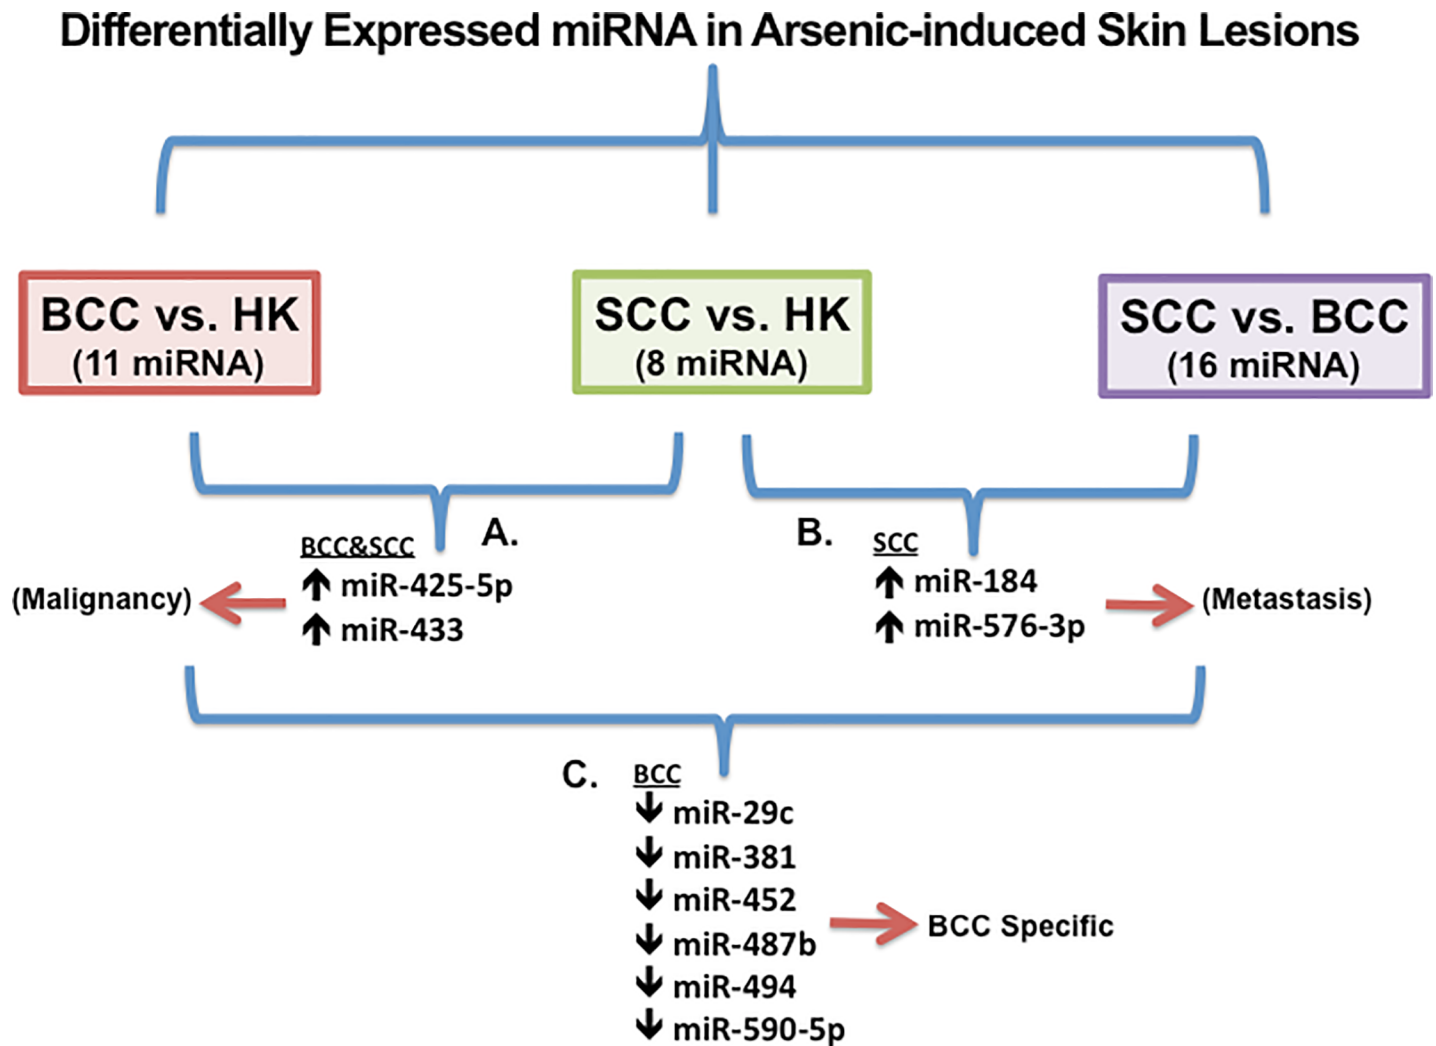 Differentially Expressed miRNA in Arsenic-induced Skin Lesions
BCC vs. HK
(11 miRNA)
SCC vs. HK
(8 miRNA)
SCC vs. BCC
(16 miRNA)
A.
BCC&SCC
↑ miR-425-5p
↑ miR-433
(Malignancy)
B.
SCC
↑ miR-184
↑ miR-576-3p
(Metastasis)
C.
BCC
↓ miR-29c
↓ miR-381
↓ miR-452
↓ miR-487b
↓ miR-494
↓ miR-590-5p
BCC Specific